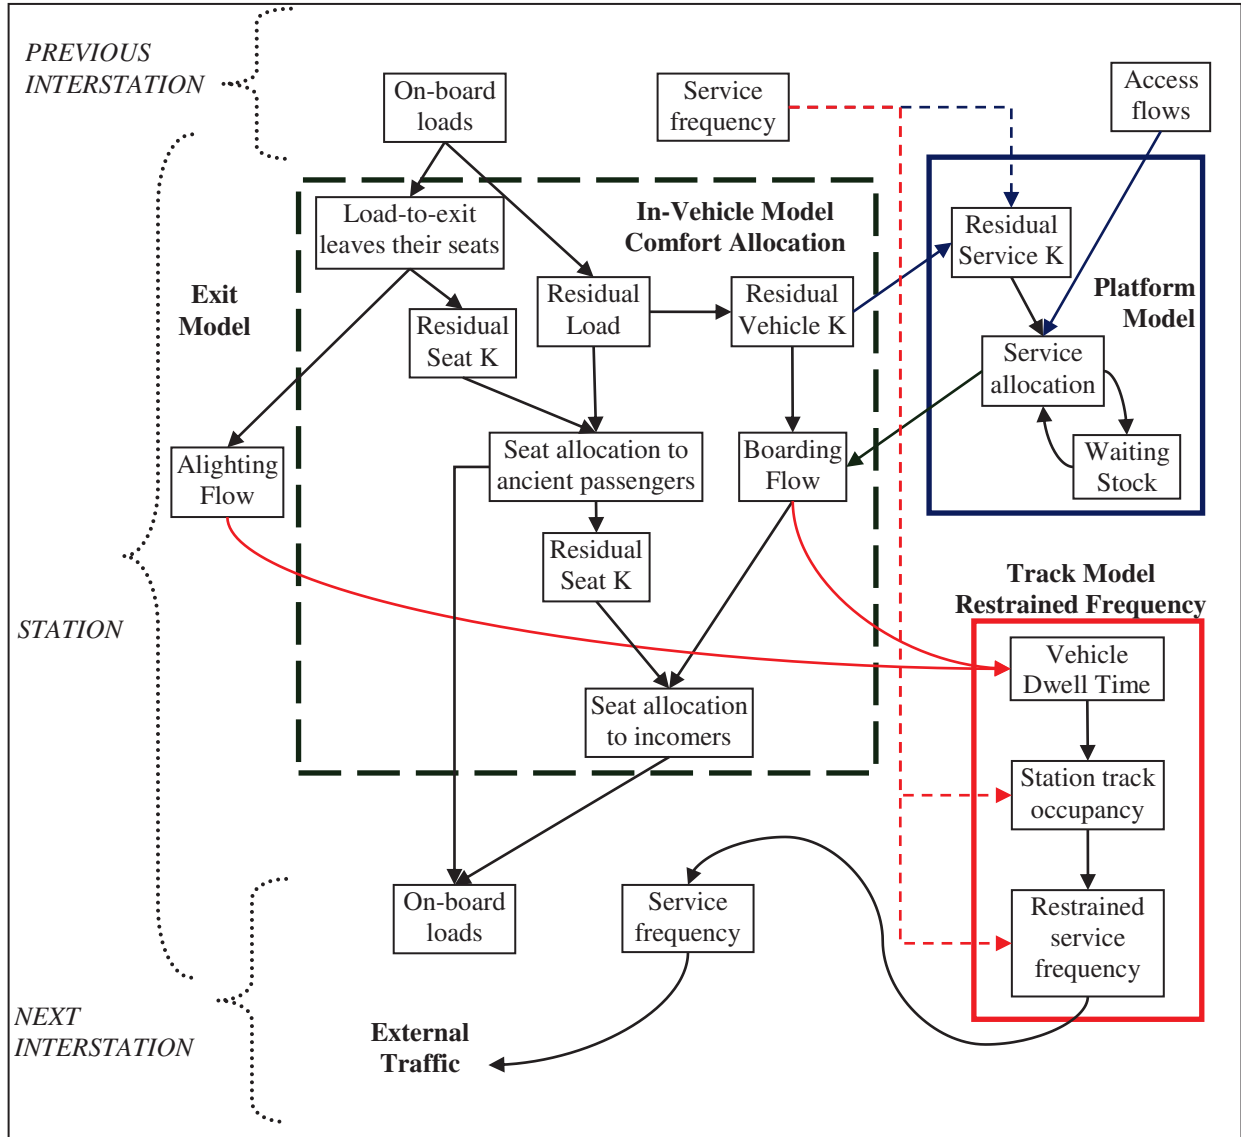 PREVIOUS
INTERSTATION
On-board
loads
Service
frequency
Access
flows
Load-to-exit
leaves their seats
In-Vehicle Model
Comfort Allocation
Residual
Service K
Exit
Model
Residual
Seat K
Residual
Load
Residual
Vehicle K
Platform
Model
Service
allocation
Alighting
Flow
Seat allocation to
ancient passengers
Boarding
Flow
Waiting
Stock
Residual
Seat K
Track Model
Restrained Frequency
STATION
Vehicle
Dwell Time
Seat allocation
to incomers
Station track
occupancy
On-board
loads
Service
frequency
Restrained
service
frequency
NEXT
INTERSTATION
External
Traffic